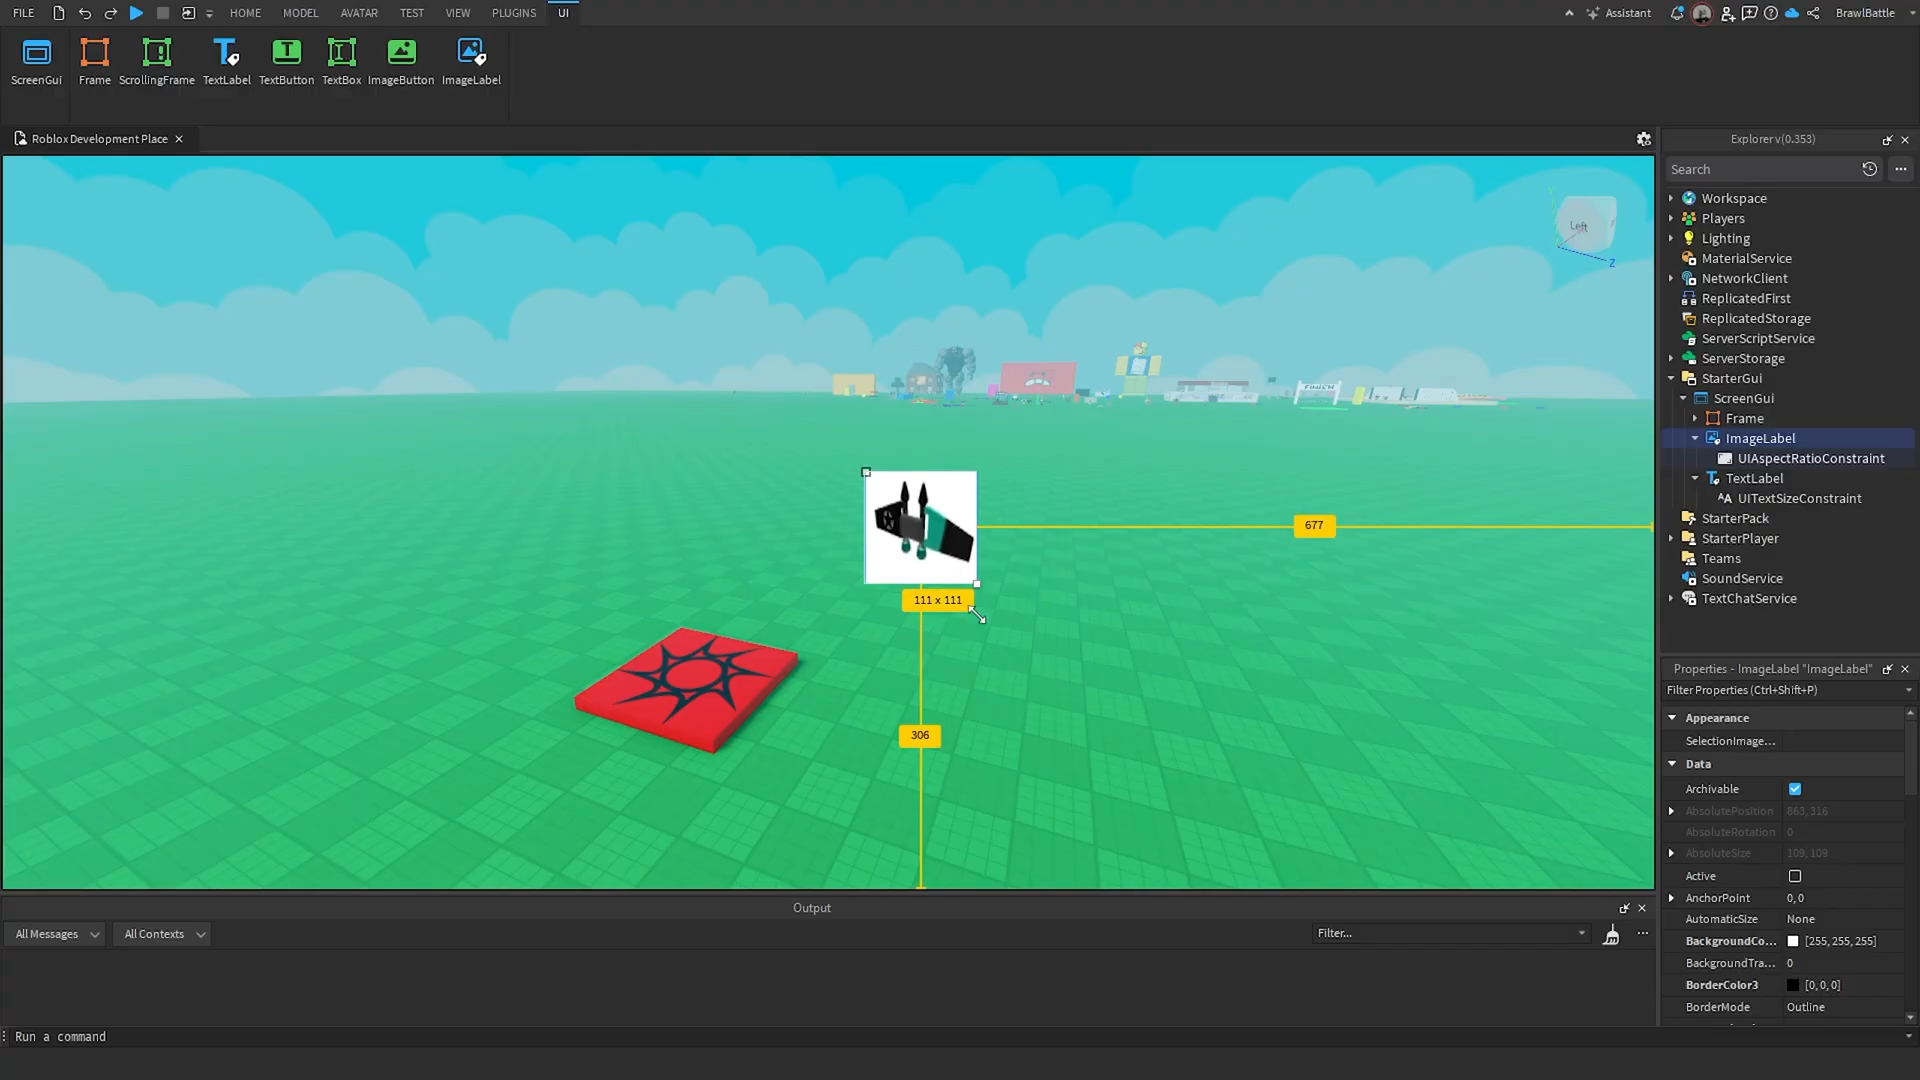 FILE HOME MODEL AVATAR TEST VIEW PLUGINS UI Assistant BrawlBattle
ScreenGui Frame ScrollingFrame TextLabel TextButton TextBox ImageButton ImageLabel
Roblox Development Place
Explorer v(0.353)
Search
Workspace
Players
Lighting
MaterialService
NetworkClient
ReplicatedFirst
ReplicatedStorage
ServerScriptService
ServerStorage
StarterGui
ScreenGui
Frame
ImageLabel
UIAspectRatioConstraint
TextLabel
UITextSizeConstraint
StarterPack
StarterPlayer
Teams
SoundService
TextChatService
Left
Y
Z
FINISH
677
111 x 111
306
Properties - ImageLabel "ImageLabel"
Filter Properties (Ctrl+Shift+P)
Appearance
SelectionImage...
Data
Archivable
AbsolutePosition 863, 316
AbsoluteRotation 0
AbsoluteSize 109, 109
Active
AnchorPoint 0, 0
AutomaticSize None
BackgroundCo... [255, 255, 255]
BackgroundTra... 0
BorderColor3 [0, 0, 0]
BorderMode Outline
Output
All Messages All Contexts Filter...
Run a command